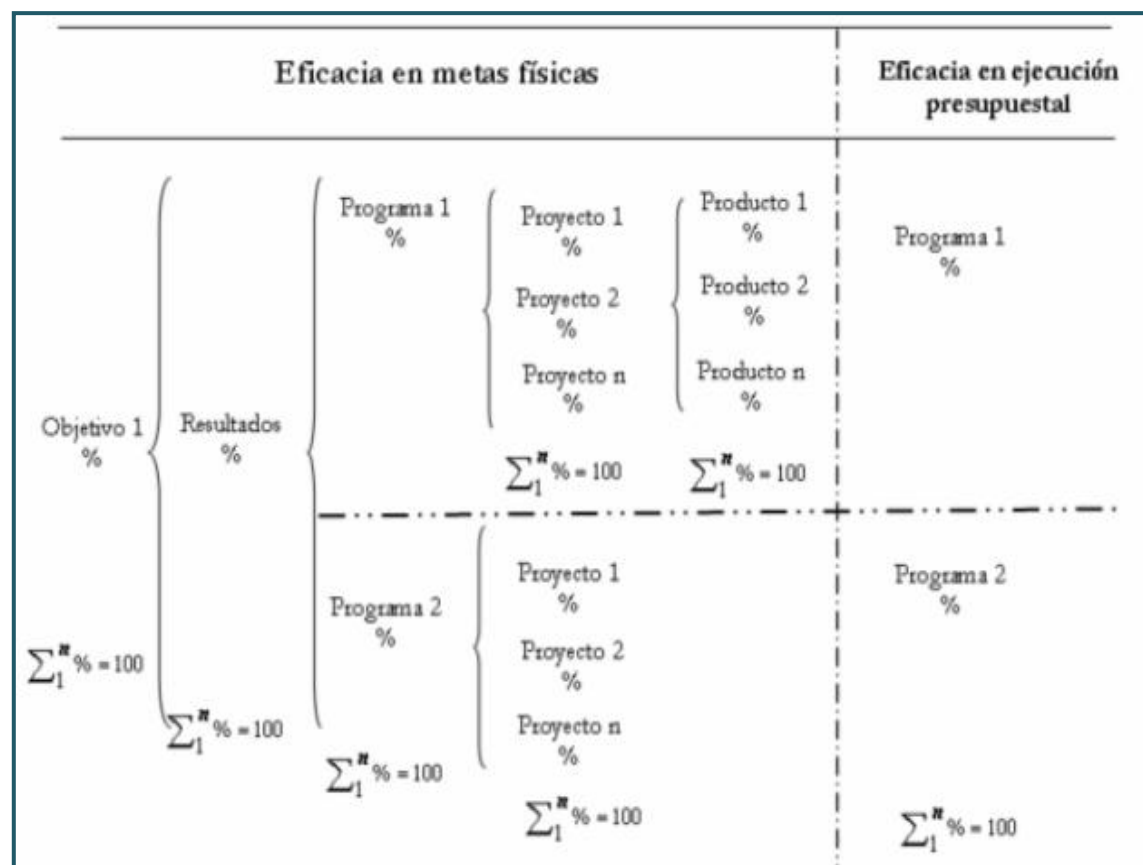 Eficacia en metas físicas
Eficacia en ejecución
presupuestal
Objetivo 1
%
∑₁ⁿ % = 100
Resultados
%
∑₁ⁿ % = 100
Programa 1
%
Proyecto 1
%
Proyecto 2
%
Proyecto n
%
∑₁ⁿ % = 100
Producto 1
%
Producto 2
%
Producto n
%
∑₁ⁿ % = 100
Programa 1
%
Programa 2
%
∑₁ⁿ % = 100
Proyecto 1
%
Proyecto 2
%
Proyecto n
%
∑₁ⁿ % = 100
Programa 2
%
∑₁ⁿ % = 100